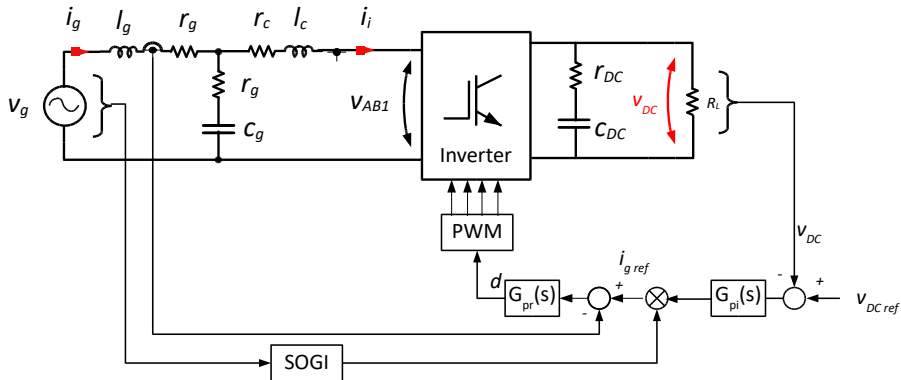 i_g l_g r_g r_c l_c i_i
v_g
r_g
c_g
v_AB1
Inverter
r_DC
c_DC
v_DC
R_L
PWM
v_DC
i_g ref
d
G_pr(s)
+
-
G_pi(s)
-
+
v_DC ref
SOGI